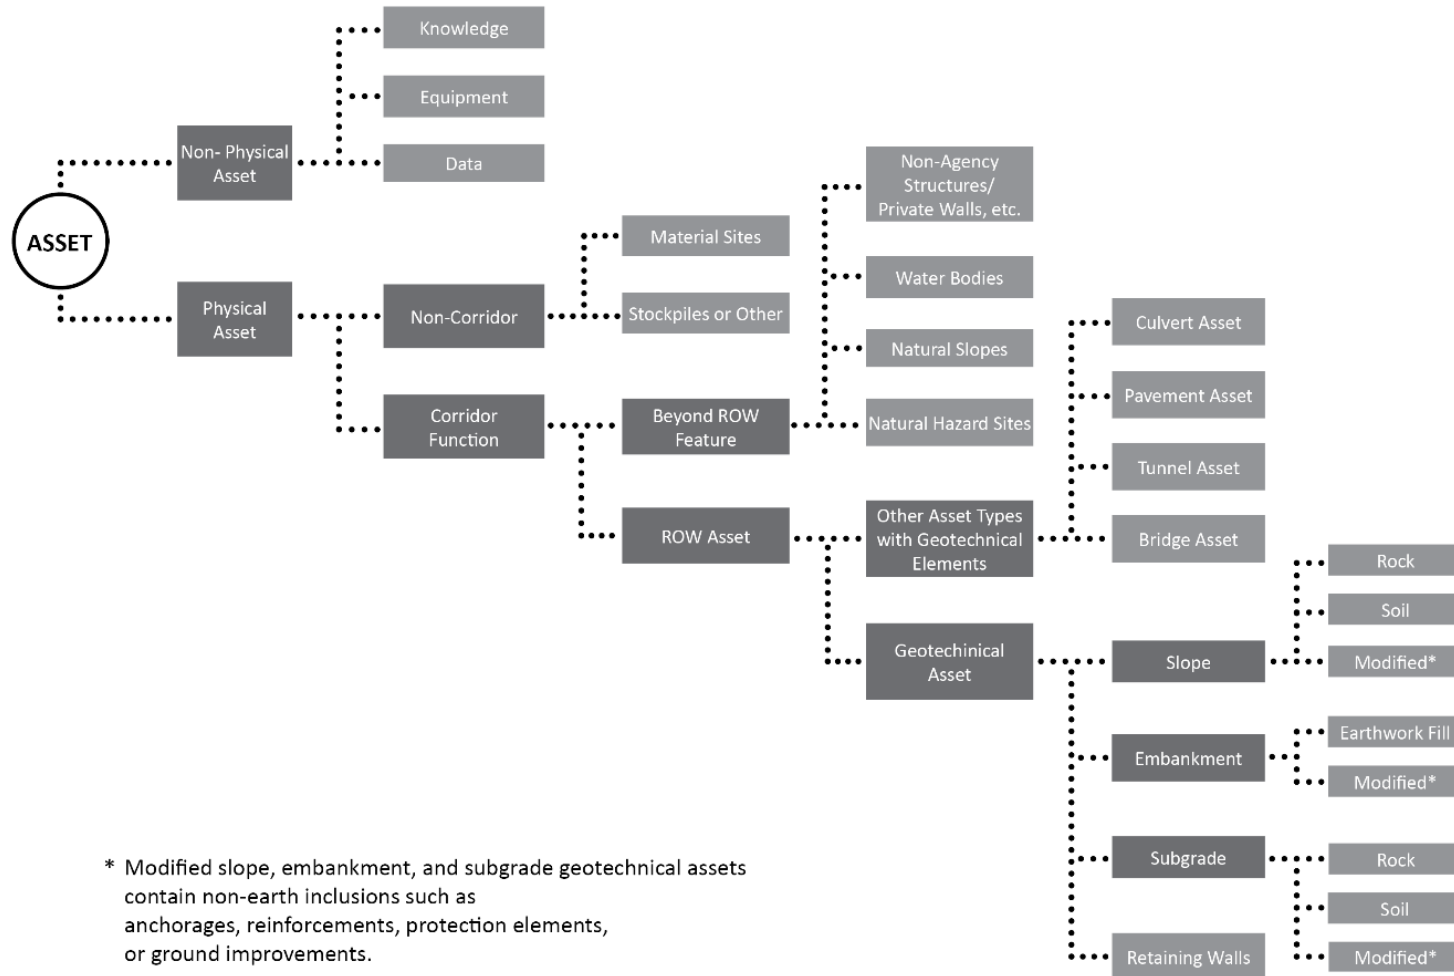 Knowledge
Equipment
Data
Non- Physical
Asset
ASSET
Physical
Asset
Non-Corridor
Corridor
Function
Material Sites
Stockpiles or Other
Beyond ROW
Feature
ROW Asset
Non-Agency
Structures/
Private Walls, etc.
Water Bodies
Natural Slopes
Natural Hazard Sites
Other Asset Types
with Geotechnical
Elements
Geotechinical
Asset
Culvert Asset
Pavement Asset
Tunnel Asset
Bridge Asset
Slope
Embankment
Subgrade
Retaining Walls
Rock
Soil
Modified*
Earthwork Fill
Modified*
Rock
Soil
Modified*
* Modified slope, embankment, and subgrade geotechnical assets
contain non-earth inclusions such as
anchorages, reinforcements, protection elements,
or ground improvements.